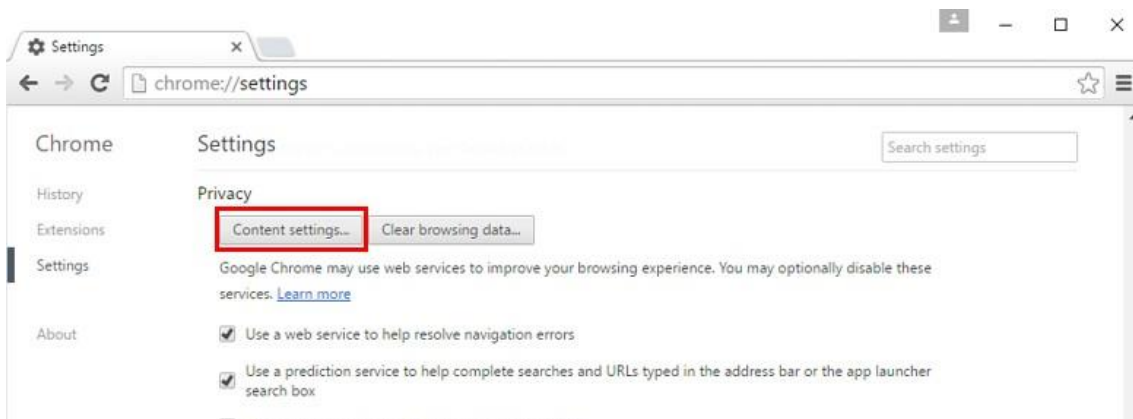 Settings
chrome://settings
Chrome
Settings
Search settings
History
Privacy
Extensions
Content settings...
Clear browsing data...
Settings
Google Chrome may use web services to improve your browsing experience. You may optionally disable these
services. Learn more
About
Use a web service to help resolve navigation errors
Use a prediction service to help complete searches and URLs typed in the address bar or the app launcher
search box